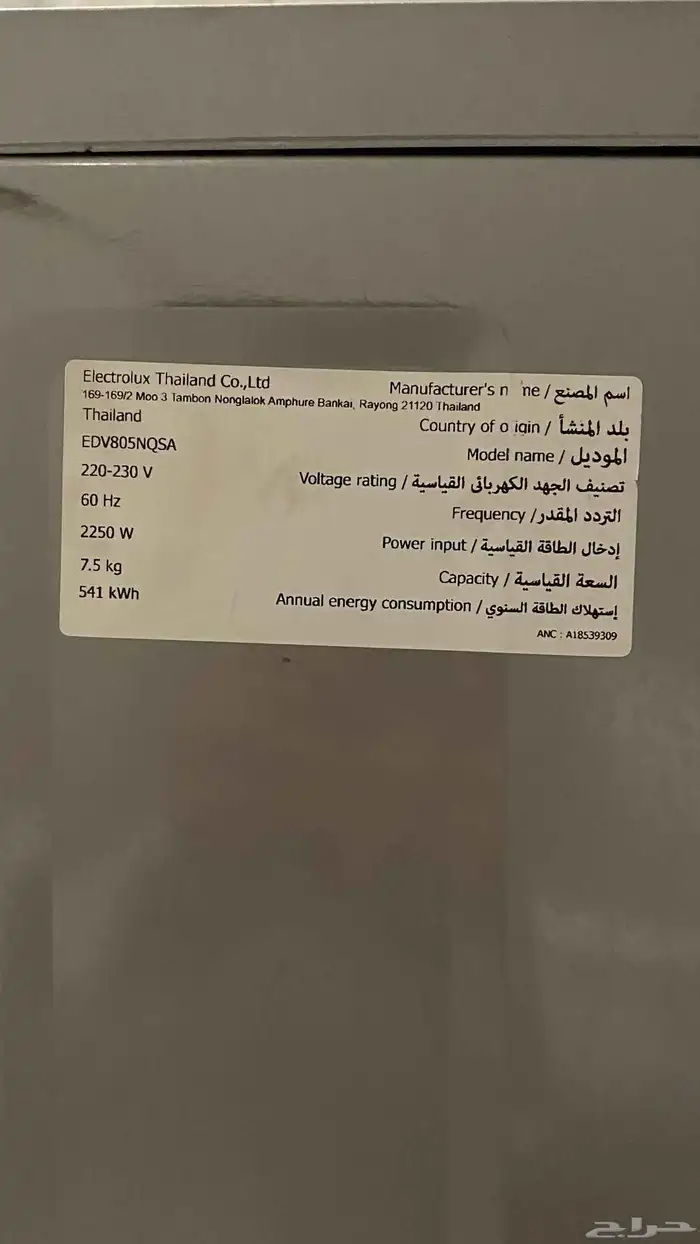 Electrolux Thailand Co.,Ltd Manufacturer's n ne / اسم المصنع
169-169/2 Moo 3 Tambon Nonglalok Amphure Bankai, Rayong 21120 Thailand
Thailand Country of o igin / بلد المنشأ
EDV805NQSA Model name / الموديل
220-230 V Voltage rating / تصنيف الجهد الكهربائي القياسية
60 Hz Frequency / التردد المقدر
2250 W Power input / إدخال الطاقة القياسية
7.5 kg Capacity / السعة القياسية
541 kWh Annual energy consumption / إستهلاك الطاقة السنوي
ANC : A18539309
حراج